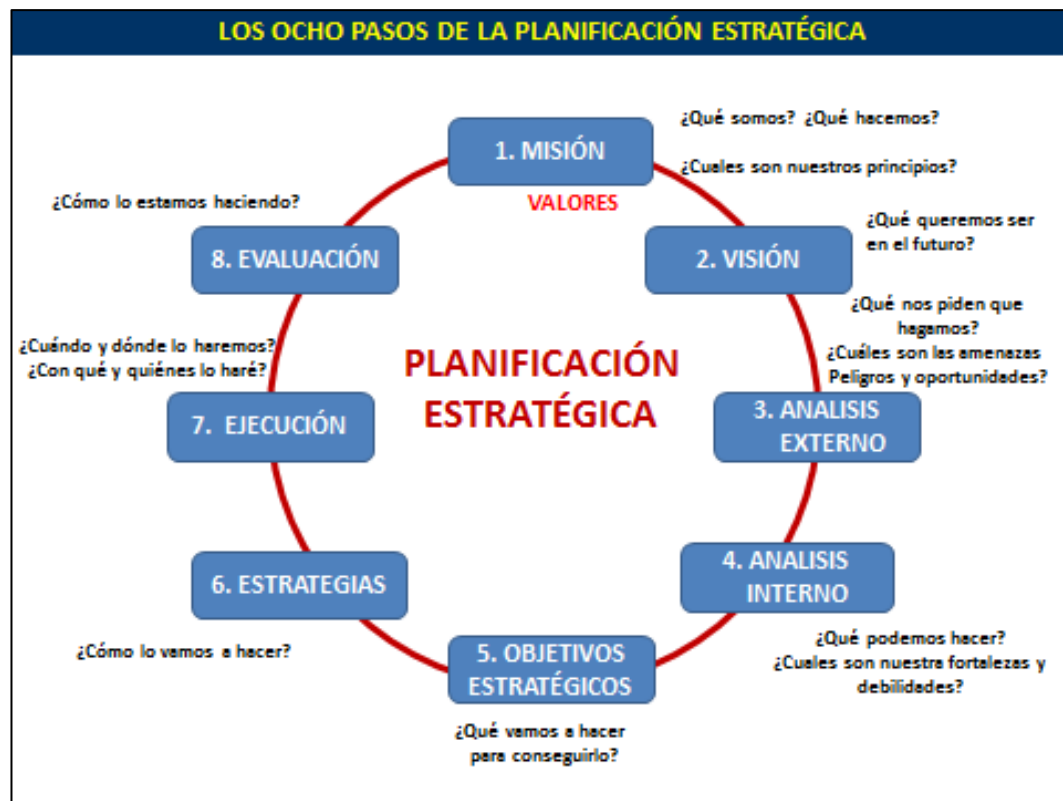 LOS OCHO PASOS DE LA PLANIFICACIÓN ESTRATÉGICA
1. MISIÓN
VALORES
¿Qué somos? ¿Qué hacemos?
¿Cuales son nuestros principios?
2. VISIÓN
¿Qué queremos ser
en el futuro?
¿Qué nos piden que
hagamos?
¿Cuáles son las amenazas
Peligros y oportunidades?
3. ANALISIS
EXTERNO
4. ANALISIS
INTERNO
¿Qué podemos hacer?
¿Cuales son nuestra fortalezas y
debilidades?
5. OBJETIVOS
ESTRATÉGICOS
¿Qué vamos a hacer
para conseguirlo?
6. ESTRATEGIAS
¿Cómo lo vamos a hacer?
7. EJECUCIÓN
¿Cuándo y dónde lo haremos?
¿Con qué y quiénes lo haré?
8. EVALUACIÓN
¿Cómo lo estamos haciendo?
PLANIFICACIÓN
ESTRATÉGICA